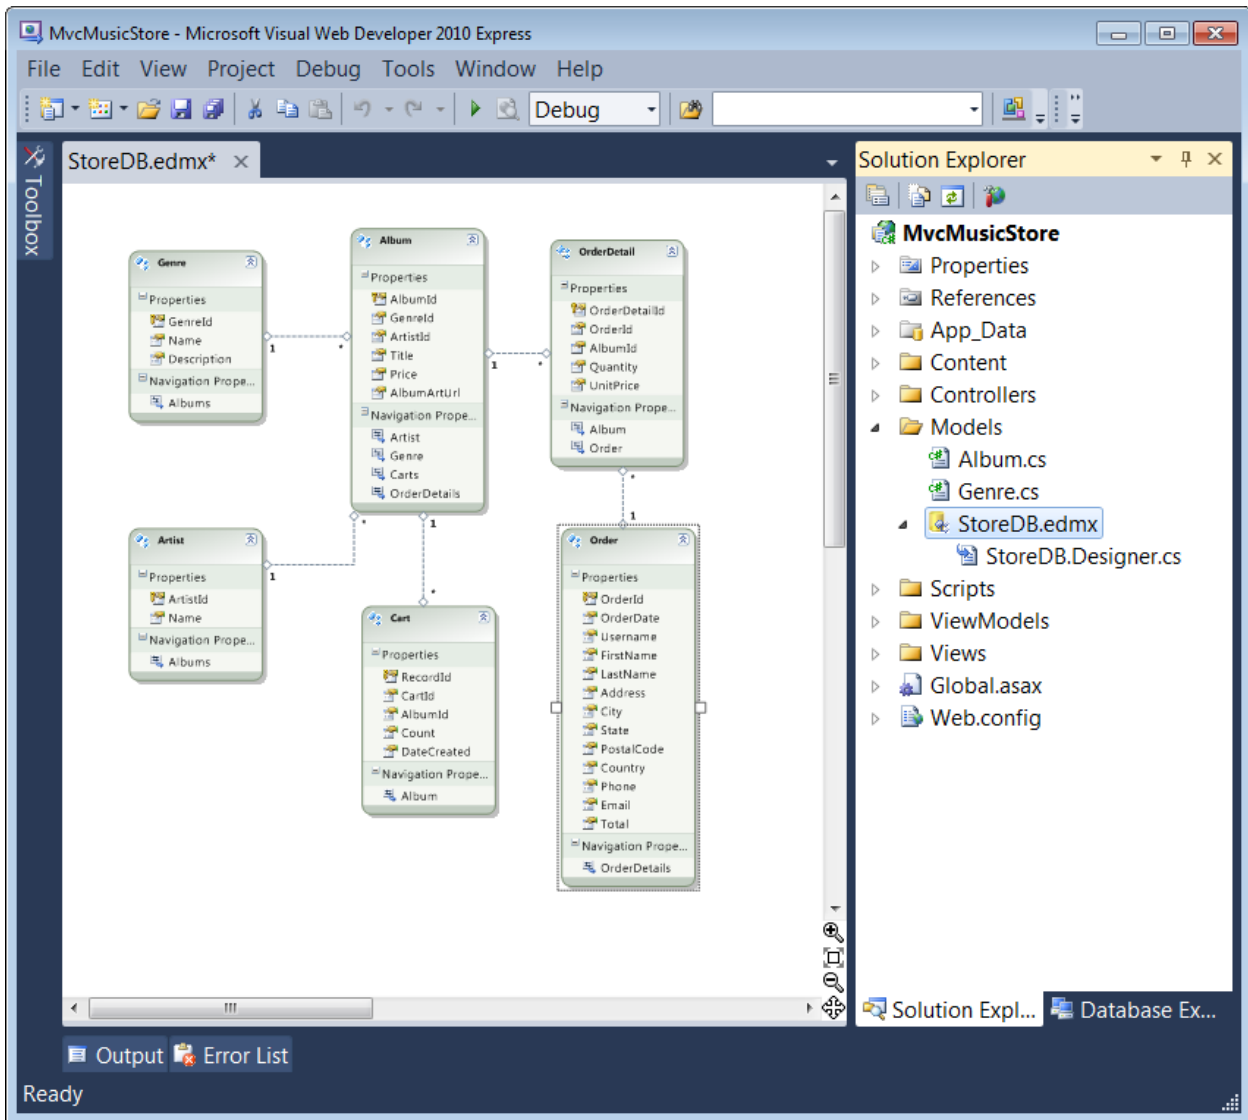 MvcMusicStore - Microsoft Visual Web Developer 2010 Express
File Edit View Project Debug Tools Window Help
Debug
Toolbox
StoreDB.edmx*
Genre
Properties
GenreId
Name
Description
Navigation Prope...
Albums
Album
Properties
AlbumId
GenreId
ArtistId
Title
Price
AlbumArtUrl
Navigation Prope...
Artist
Genre
Carts
OrderDetails
OrderDetail
Properties
OrderDetailId
OrderId
AlbumId
Quantity
UnitPrice
Navigation Prope...
Album
Order
1 *
1 *
* 1
* 1
1 *
Artist
Properties
ArtistId
Name
Navigation Prope...
Albums
Cart
Properties
RecordId
CartId
AlbumId
Count
DateCreated
Navigation Prope...
Album
Order
Properties
OrderId
OrderDate
Username
FirstName
LastName
Address
City
State
PostalCode
Country
Phone
Email
Total
Navigation Prope...
OrderDetails
Solution Explorer
MvcMusicStore
Properties
References
App_Data
Content
Controllers
Models
Album.cs
Genre.cs
StoreDB.edmx
StoreDB.Designer.cs
Scripts
ViewModels
Views
Global.asax
Web.config
Solution Expl... Database Ex...
Output Error List
Ready